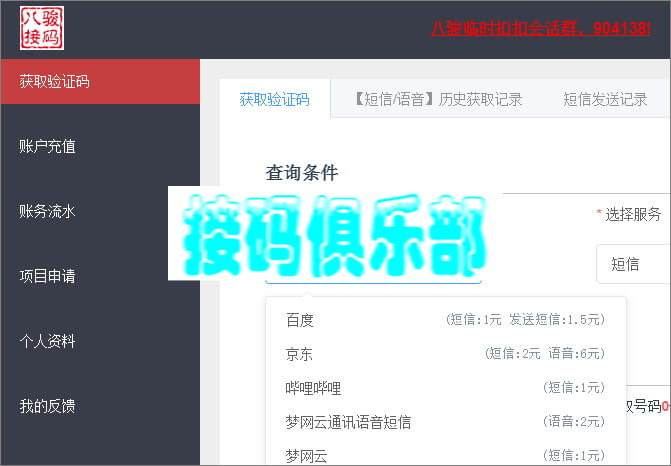 八骏
接码
八骏临时扣扣会话群，904138
获取验证码
账户充值
账务流水
项目申请
个人资料
我的反馈
获取验证码 【短信/语音】历史获取记录 短信发送记录
查询条件
* 选择服务
接码俱乐部
短信
百度 (短信:1元 发送短信:1.5元)
京东 (短信:2元 语音:6元)
哔哩哔哩 (短信:1元)
梦网云通讯语音短信 (语音:2元)
梦网云 (短信:1元)
号码0